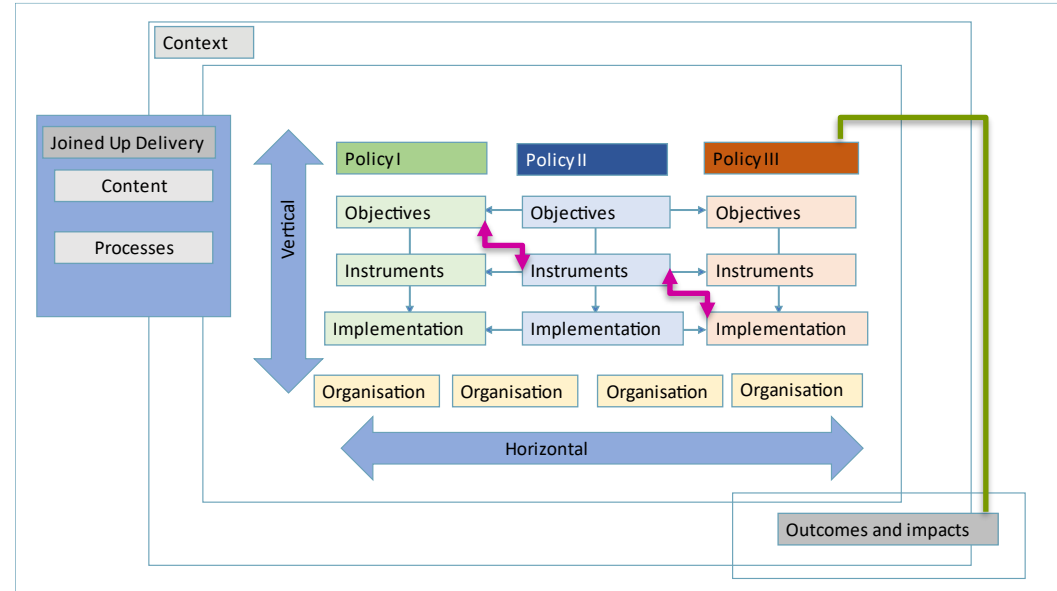 Context
Joined Up Delivery
Content
Processes
Vertical
Policy I
Policy II
Policy III
Objectives
Objectives
Objectives
Instruments
Instruments
Instruments
Implementation
Implementation
Implementation
Organisation
Organisation
Organisation
Organisation
Horizontal
Outcomes and impacts